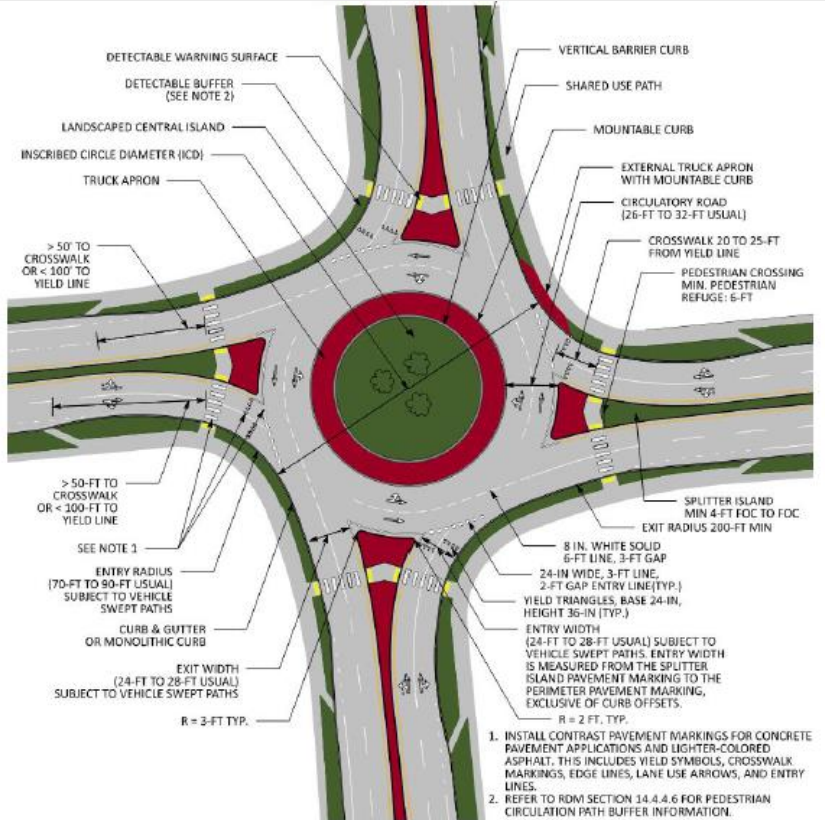 DETECTABLE WARNING SURFACE
DETECTABLE BUFFER
(SEE NOTE 2)
LANDSCAPED CENTRAL ISLAND
INSCRIBED CIRCLE DIAMETER (ICD)
TRUCK APRON
> 50' TO
CROSSWALK
OR < 100' TO
YIELD LINE
> 50-FT TO
CROSSWALK
OR < 100-FT TO
YIELD LINE
SEE NOTE 1
ENTRY RADIUS
(70-FT TO 90-FT USUAL)
SUBJECT TO VEHICLE
SWEPT PATHS
CURB & GUTTER
OR MONOLITHIC CURB
EXIT WIDTH
(24-FT TO 28-FT USUAL)
SUBJECT TO VEHICLE SWEPT PATHS
R = 3-FT TYP.
VERTICAL BARRIER CURB
SHARED USE PATH
MOUNTABLE CURB
EXTERNAL TRUCK APRON
WITH MOUNTABLE CURB
CIRCULATORY ROAD
(26-FT TO 32-FT USUAL)
CROSSWALK 20 TO 25-FT
FROM YIELD LINE
PEDESTRIAN CROSSING
MIN. PEDESTRIAN
REFUGE: 6-FT
SPLITTER ISLAND
MIN 4-FT FOC TO FOC
EXIT RADIUS 200-FT MIN
8 IN. WHITE SOLID
6-FT LINE, 3-FT GAP
24-IN WIDE, 3-FT LINE,
2-FT GAP ENTRY LINE(TYP.)
YIELD TRIANGLES, BASE 24-IN,
HEIGHT 36-IN (TYP.)
ENTRY WIDTH
(24-FT TO 28-FT USUAL) SUBJECT TO
VEHICLE SWEPT PATHS. ENTRY WIDTH
IS MEASURED FROM THE SPLITTER
ISLAND PAVEMENT MARKING TO THE
PERIMETER PAVEMENT MARKING,
EXCLUSIVE OF CURB OFFSETS.
R = 2 FT. TYP.
1. INSTALL CONTRAST PAVEMENT MARKINGS FOR CONCRETE
PAVEMENT APPLICATIONS AND LIGHTER-COLORED
ASPHALT. THIS INCLUDES YIELD SYMBOLS, CROSSWALK
MARKINGS, EDGE LINES, LANE USE ARROWS, AND ENTRY
LINES.
2. REFER TO RDM SECTION 14.4.4.6 FOR PEDESTRIAN
CIRCULATION PATH BUFFER INFORMATION.